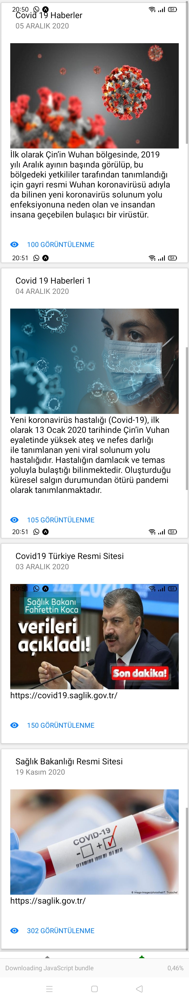 20:50 54
Covid 19 Haberler
05 ARALIK 2020
İlk olarak Çin’in Wuhan bölgesinde, 2019
yılı Aralık ayının başında görülüp, bu
bölgedeki yetkililer tarafından tanımlandığı
için gayri resmi Wuhan koronavirüsü adıyla
da bilinen yeni koronavirüs solunum yolu
enfeksiyonuna neden olan ve insandan
insana geçebilen bulaşıcı bir virüstür.
100 GÖRÜNTÜLENME
20:51 54
Covid 19 Haberleri 1
04 ARALIK 2020
Yeni koronavirüs hastalığı (Covid-19), ilk
olarak 13 Ocak 2020 tarihinde Çin’in Vuhan
eyaletinde yüksek ateş ve nefes darlığı
ile tanımlanan yeni viral solunum yolu
hastalığıdır. Hastalığın damlacık ve temas
yoluyla bulaştığı bilinmektedir. Oluşturduğu
küresel salgın durumundan ötürü pandemi
olarak tanımlanmaktadır.
105 GÖRÜNTÜLENME
20:51 54
Covid19 Türkiye Resmi Sitesi
03 ARALIK 2020
20:51 54
Sağlık Bakanı
Fahrettin Koca
verileri
açıkladı!
Son dakika!
https://covid19.saglik.gov.tr/
150 GÖRÜNTÜLENME
Sağlık Bakanlığı Resmi Sitesi
19 Kasım 2020
COVID-19
- +
© Imago-Images/photothek/T. Trutschel
https://saglik.gov.tr/
302 GÖRÜNTÜLENME
Downloading JavaScript bundle 0,46%